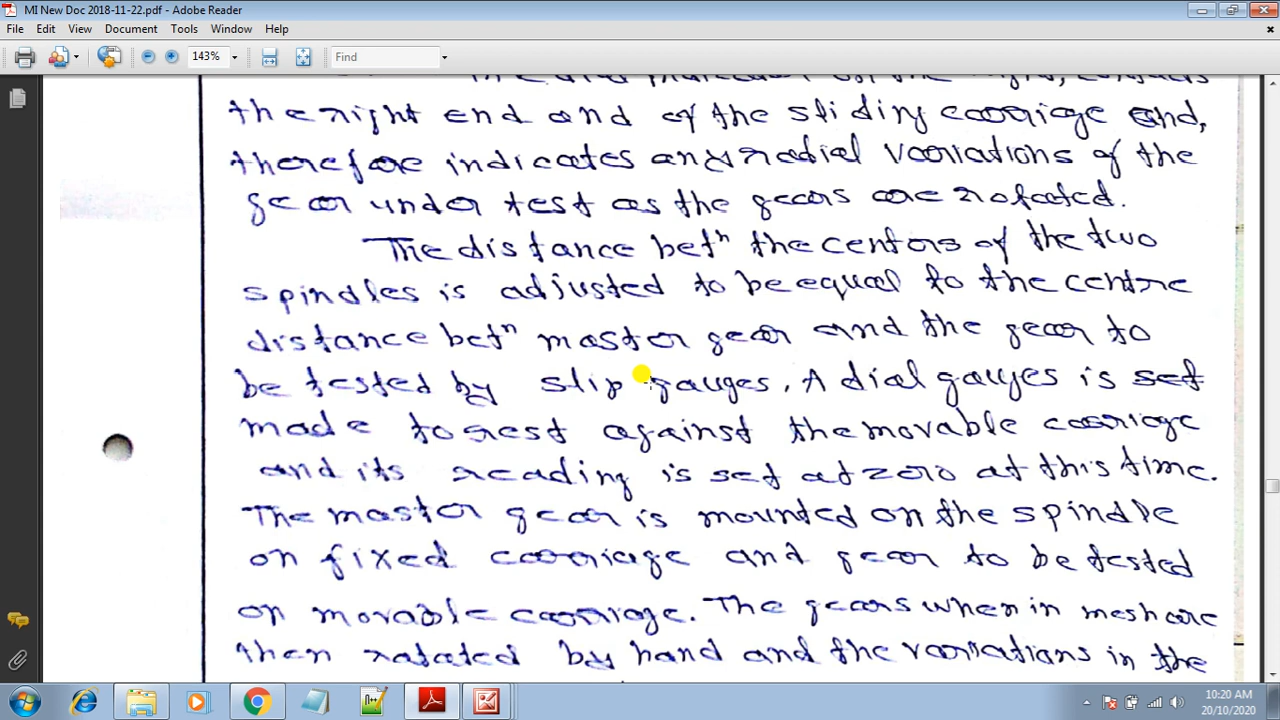 MI New Doc 2018-11-22.pdf - Adobe Reader
File Edit View Document Tools Window Help
143% Find
the right, contacts
the right end and of the sliding carriage and,
therefore indicates any radial variations of the
gear under test as the gears are rotated.
The distance betn the centers of the two
spindles is adjusted to be equal to the centre
distance betn master gear and the gear to
be tested by slip gauges. A dial gauges is set
made to rest against the movable carriage
and its reading is set at zero at this time.
The master gear is mounted on the spindle
on fixed carriage and gear to be tested
on movable carriage. The gears when in mesh are
then rotated by hand and the variations in the
10:20 AM
20/10/2020